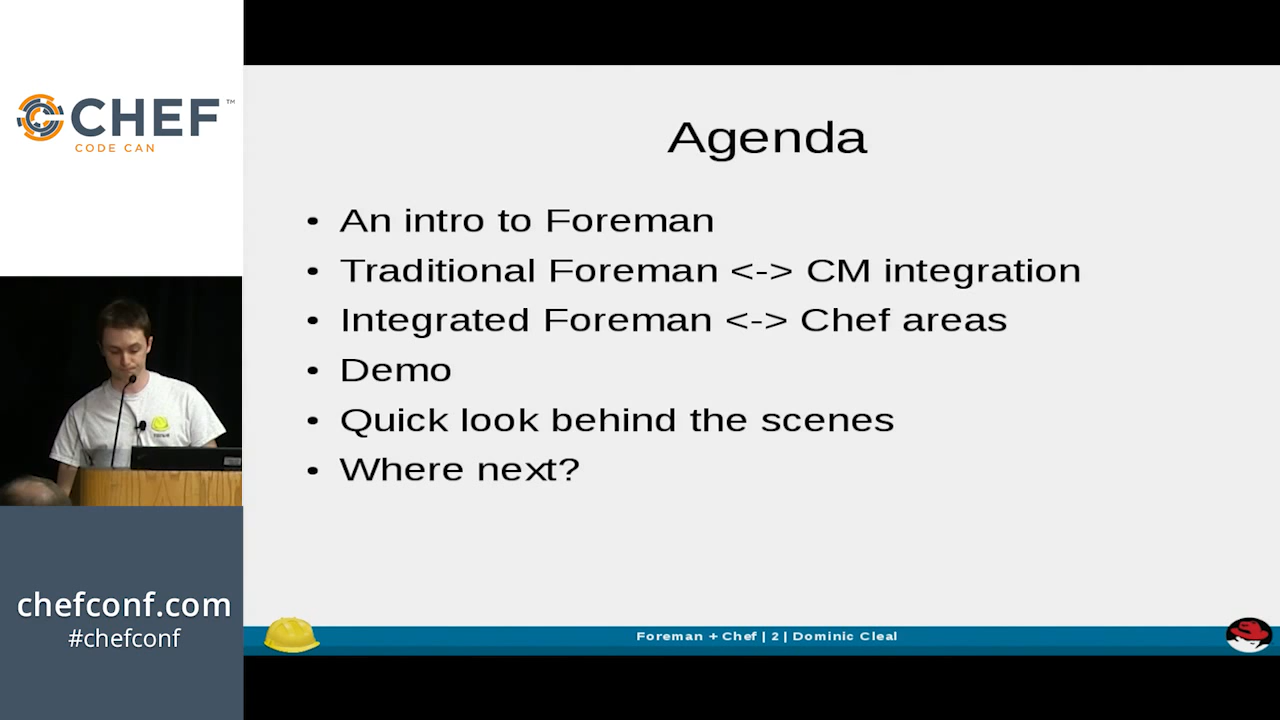 CHEF™
CODE CAN
Agenda
• An intro to Foreman
• Traditional Foreman <-> CM integration
• Integrated Foreman <-> Chef areas
• Demo
• Quick look behind the scenes
• Where next?
chefconf.com
#chefconf
Foreman + Chef | 2 | Dominic Cleal